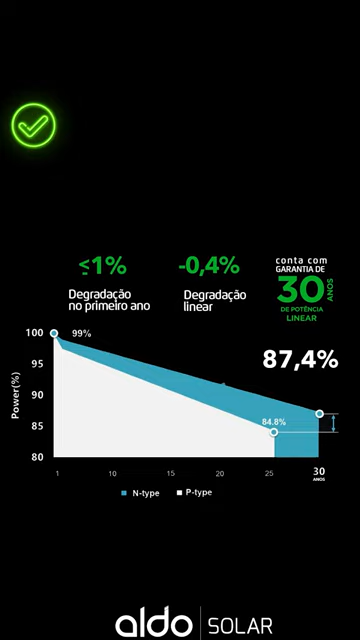 ≤1%
Degradação
no primeiro ano
-0,4%
Degradação
linear
conta com
GARANTIA DE
30 ANOS
DE POTÊNCIA
LINEAR
87,4%
Power(%)
100
95
90
85
80
99%
84.8%
1 10 15 20 25 30
ANOS
N-type P-type
aldo SOLAR